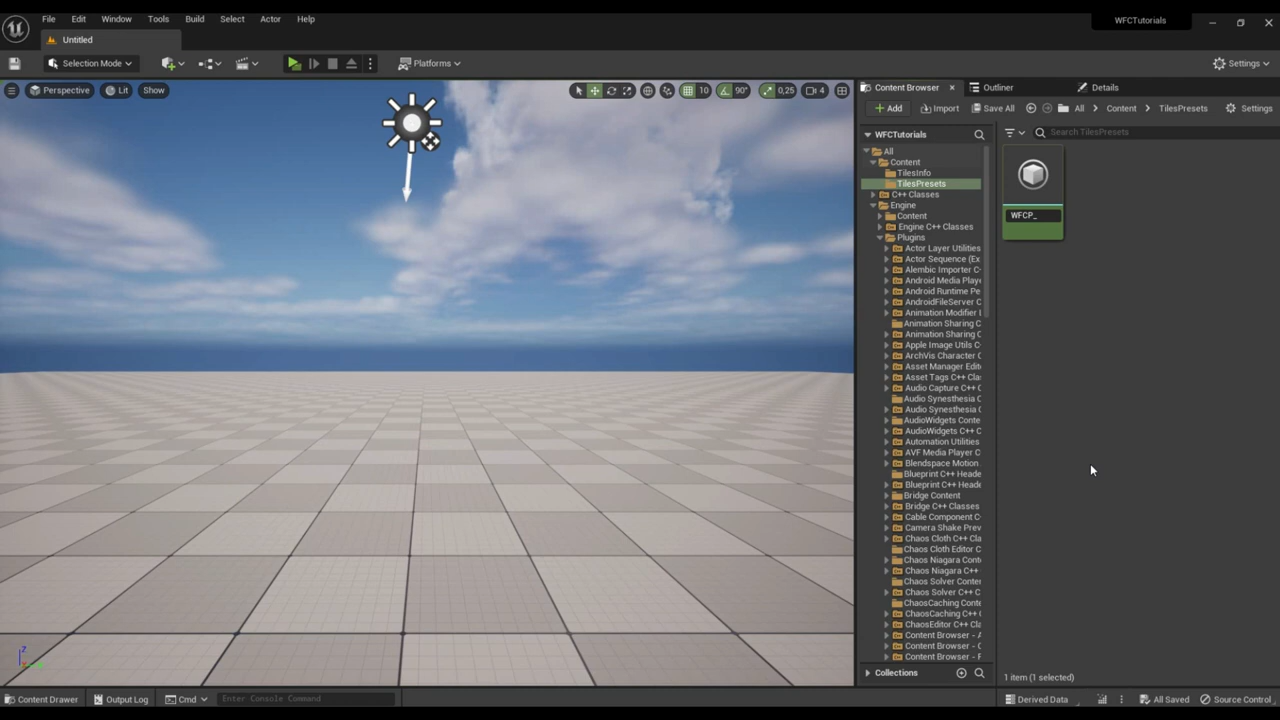 File Edit Window Tools Build Select Actor Help
WFCTutorials
Untitled
Selection Mode
Platforms
Settings
Perspective Lit Show
10 90° 0,25 4
Content Browser Outliner Details
Add Import Save All All Content TilesPresets Settings
WFCTutorials
Search TilesPresets
All
Content
TilesInfo
TilesPresets
C++ Classes
Engine
Content
Engine C++ Classes
Plugins
Actor Layer Utilities
Actor Sequence (Ex
Alembic Importer C
Android Media Playe
Android Runtime Pe
AndroidFileServer C
Animation Modifier I
Animation Sharing C
Animation Sharing C
Apple Image Utils C
ArchVis Character C
Asset Manager Edit
Asset Tags C++ Cla
Audio Capture C++ C
Audio Synesthesia C
Audio Synesthesia C
AudioWidgets Conte
AudioWidgets C++ C
Automation Utilities
AVF Media Player C
Blendspace Motion
Blueprint C++ Heade
Blueprint C++ Heade
Bridge Content
Bridge C++ Classes
Cable Component C
Camera Shake Prev
Chaos Cloth C++ Cla
Chaos Cloth Editor C
Chaos Niagara Cont
Chaos Niagara C++
Chaos Solver Conter
Chaos Solver C++ C
ChaosCaching Conte
ChaosCaching C++ C
ChaosEditor C++ Cla
Content Browser - A
Content Browser - C
Content Browser - F
WFCP_
Collections
1 item (1 selected)
Content Drawer Output Log Cmd Enter Console Command
Derived Data All Saved Source Control